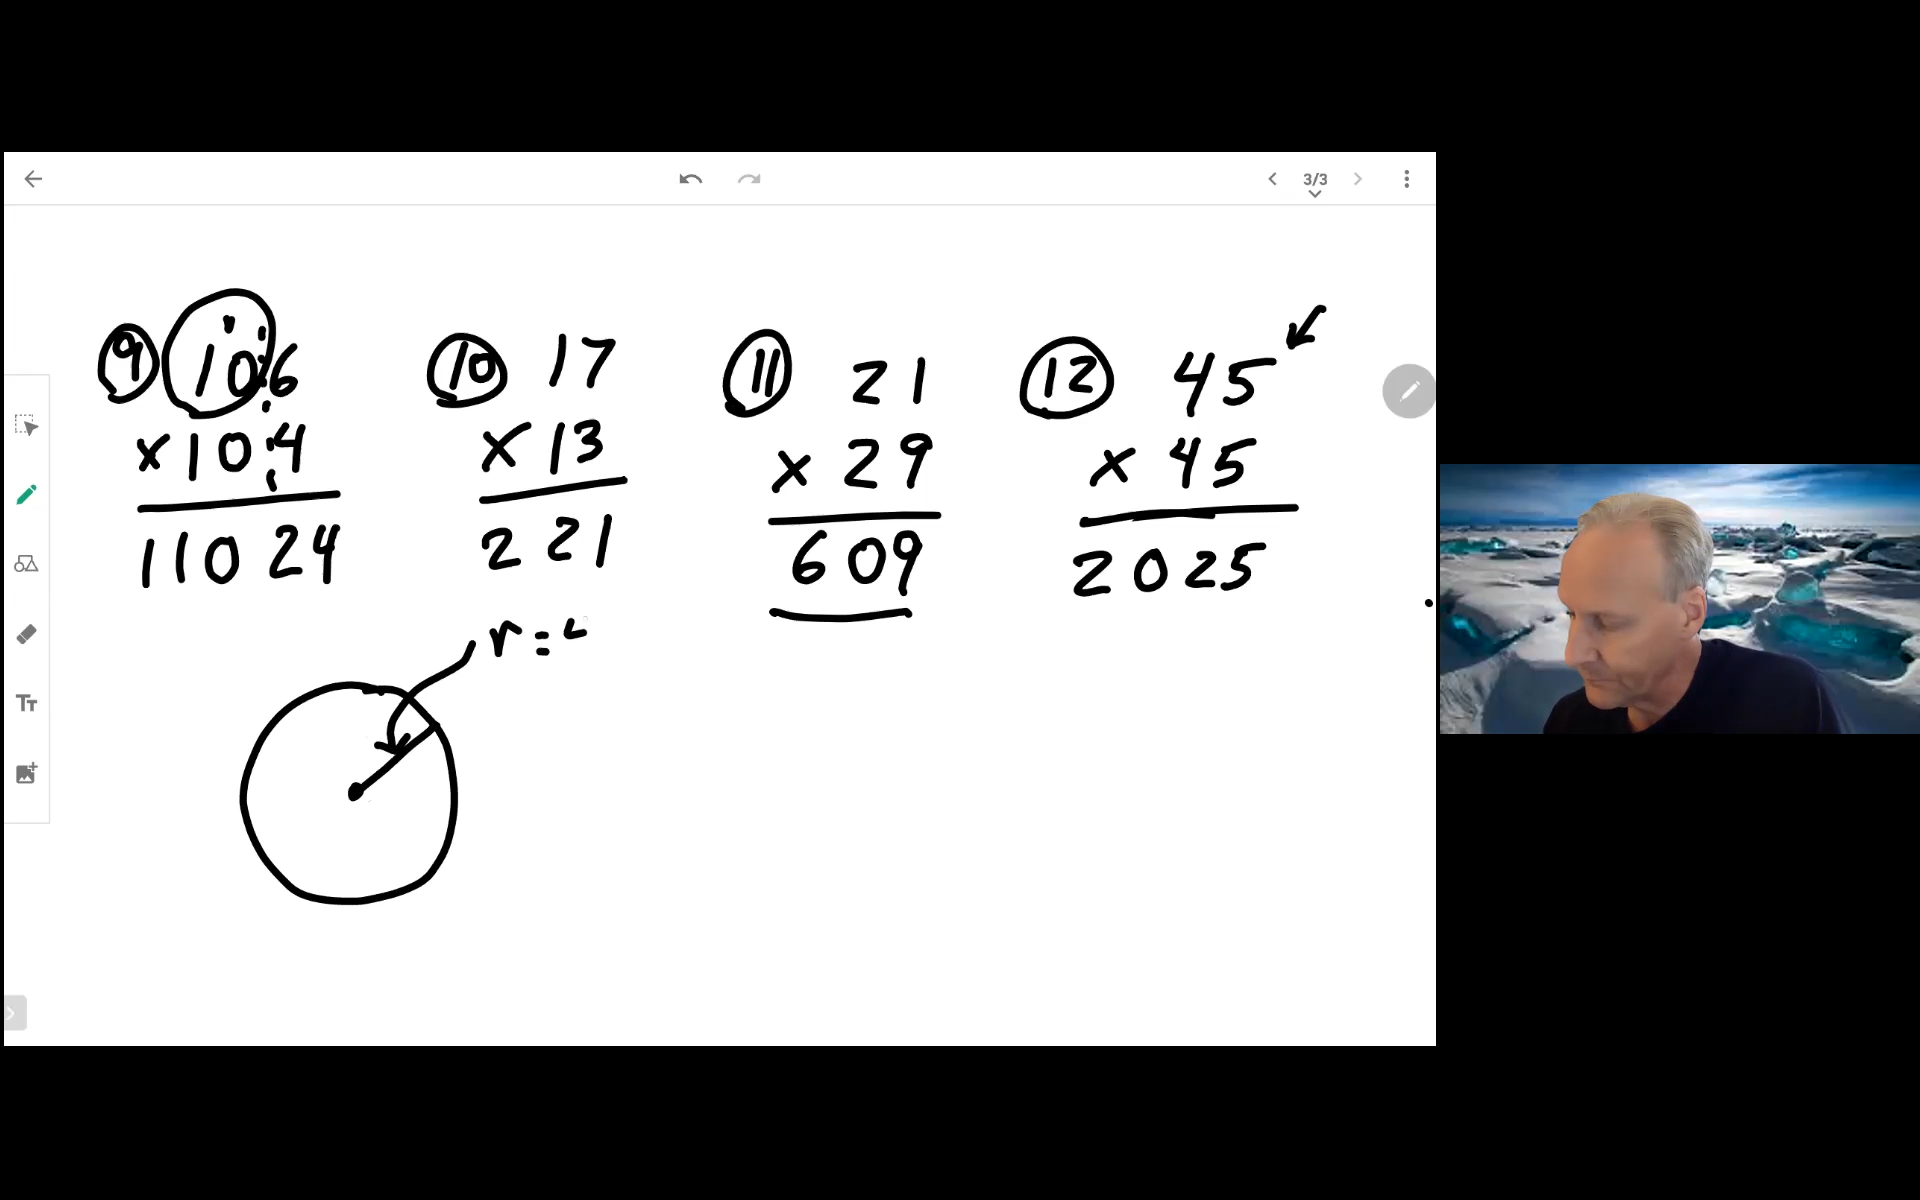 3/3
9 106 10 17 11 21 12 45
x 104 x 13 x 29 x 45
11024 221 609 2025
r =
Tт